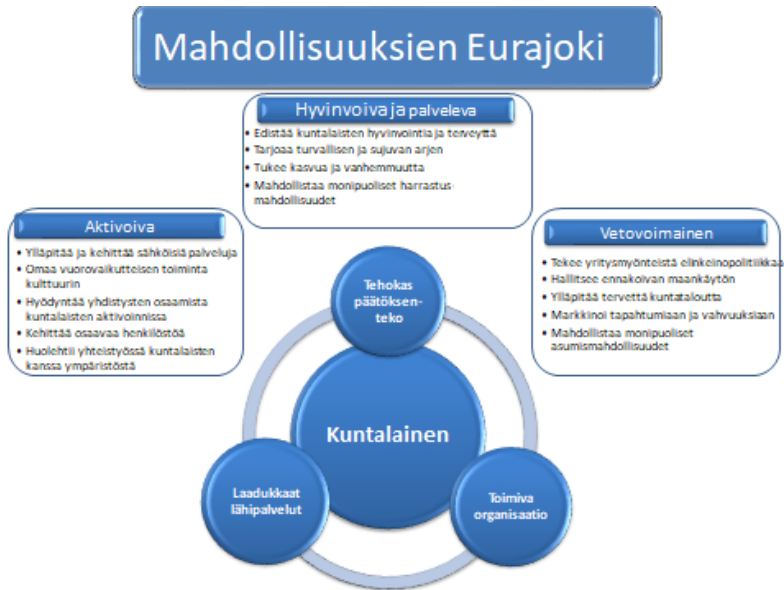 Mahdollisuuksien Eurajoki
Hyvinvoiva ja palveleva
• Edistää kuntalaisten hyvinvointia ja terveyttä
• Tarjoaa turvallisen ja sujuvan arjen
• Tukee kasvua ja vanhemmuutta
• Mahdollistaa monipuoliset harrastus-
mahdollisuudet
Aktivoiva
• Ylläpitää ja kehittää sähköisiä palveluja
• Omaa vuorovaikutteisen toiminta
kulttuurin
• Hyödyntää yhdistysten osaamista
kuntalaisten aktivoinnissa
• Kehittää osaavaa henkilöstöä
• Huolehtii yhteistyössä kuntalaisten
kanssa ympäristöstä
Vetovoimainen
• Tekee yritysmyönteistä elinkeinopolitiikkaa
• Hallitsee ennakoivan maankäytön
• Ylläpitää tervettä kuntataloutta
• Markkinoi tapahtumiaan ja vahvuuksiaan
• Mahdollistaa monipuoliset
asumismahdollisuudet
Tehokas
päätöksen-
teko
Kuntalainen
Laadukkaat
lähipalvelut
Toimiva
organisaatio